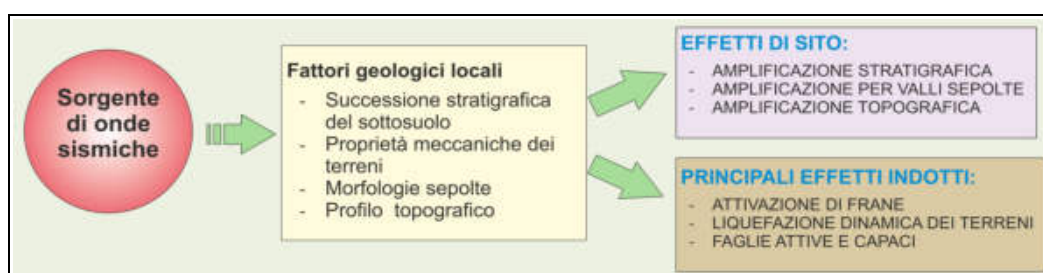 Sorgente
di onde
sismiche
Fattori geologici locali
- Successione stratigrafica
del sottosuolo
- Proprietà meccaniche dei
terreni
- Morfologie sepolte
- Profilo topografico
EFFETTI DI SITO:
- AMPLIFICAZIONE STRATIGRAFICA
- AMPLIFICAZIONE PER VALLI SEPOLTE
- AMPLIFICAZIONE TOPOGRAFICA
PRINCIPALI EFFETTI INDOTTI:
- ATTIVAZIONE DI FRANE
- LIQUEFAZIONE DINAMICA DEI TERRENI
- FAGLIE ATTIVE E CAPACI